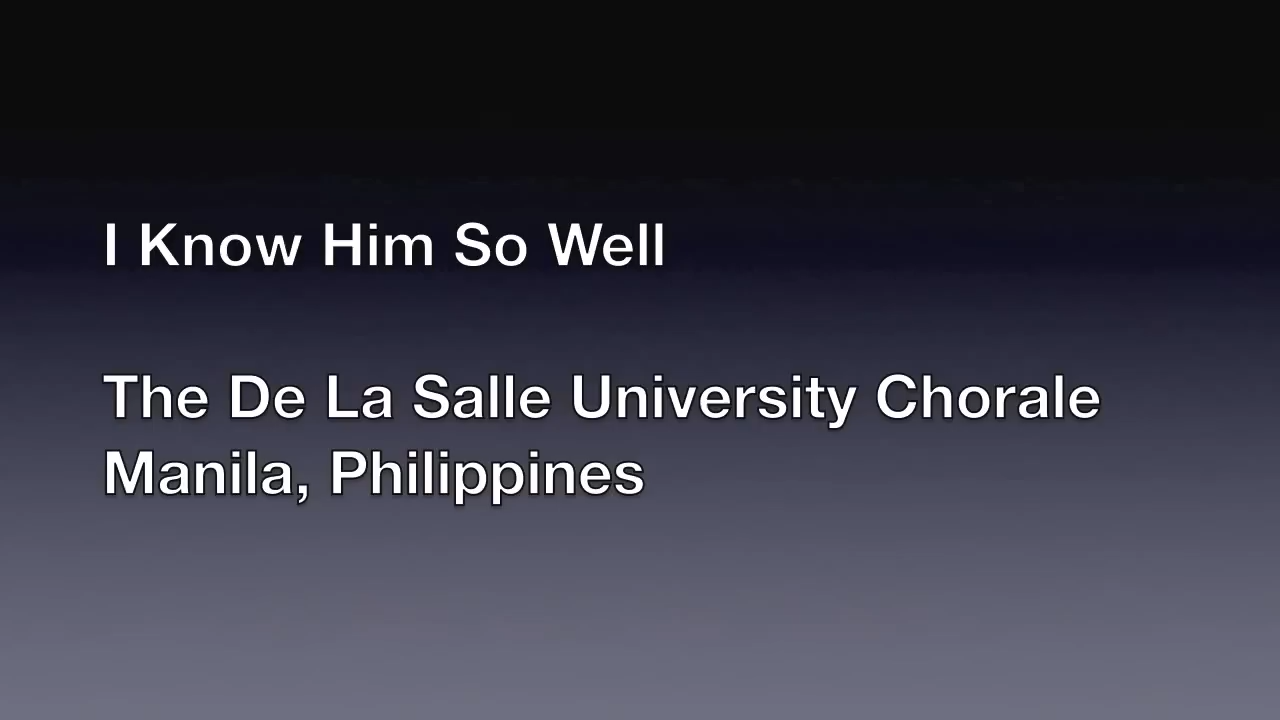 I Know Him So Well
The De La Salle University Chorale
Manila, Philippines